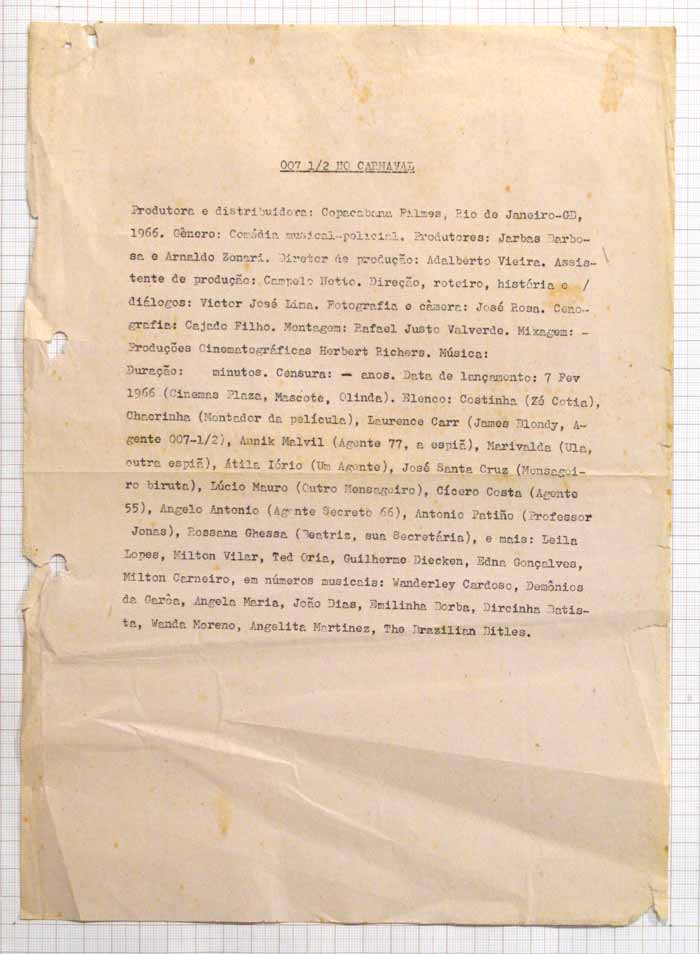 007 1/2 NO CARNAVAL
Produtora e distribuidora: Copacabana Filmes, Rio de Janeiro-GB,
1966. Gênero: Comédia musical-policial. Produtores: Jarbas Barbo-
sa e Arnaldo Zonari. Diretor de produção: Adalberto Vieira. Assis-
tente de produção: Campelo Netto. Direção, roteiro, história e /
diálogos: Victor José Lima. Fotografia e câmera: José Rosa. Ceno-
grafia: Cajado Filho. Montagem: Rafael Justo Valverde. Mixagem: -
Produções Cinematográficas Herbert Richers. Música:
Duração: minutos. Censura: - anos. Data de lançamento: 7 Fev
1966 (Cinemas Plaza, Mascote, Olinda). Elenco: Costinha (Zé Cotia),
Chacrinha (Montador da película), Laurence Carr (James Blondy, A-
gente 007-1/2), Annik Malvil (Agente 77, a espiã), Marivalda (Ula,
outra espiã), Átila Iório (Um Agente), José Santa Cruz (Mensagei-
ro biruta), Lúcio Mauro (Outro Mensageiro), Cícero Costa (Agente
55), Angelo Antonio (Agente Secreto 66), Antonio Patiño (Professor
Jonas), Rossana Ghessa (Beatriz, sua Secretária), e mais: Leila
Lopes, Milton Vilar, Ted Oria, Guilherme Diecken, Edna Gonçalves,
Milton Carneiro, em números musicais: Wanderley Cardoso, Demônios
da Garôa, Angela Maria, João Dias, Emilinha Borba, Dircinha Batis-
ta, Wanda Moreno, Angelita Martinez, The Brazilian Bitles.